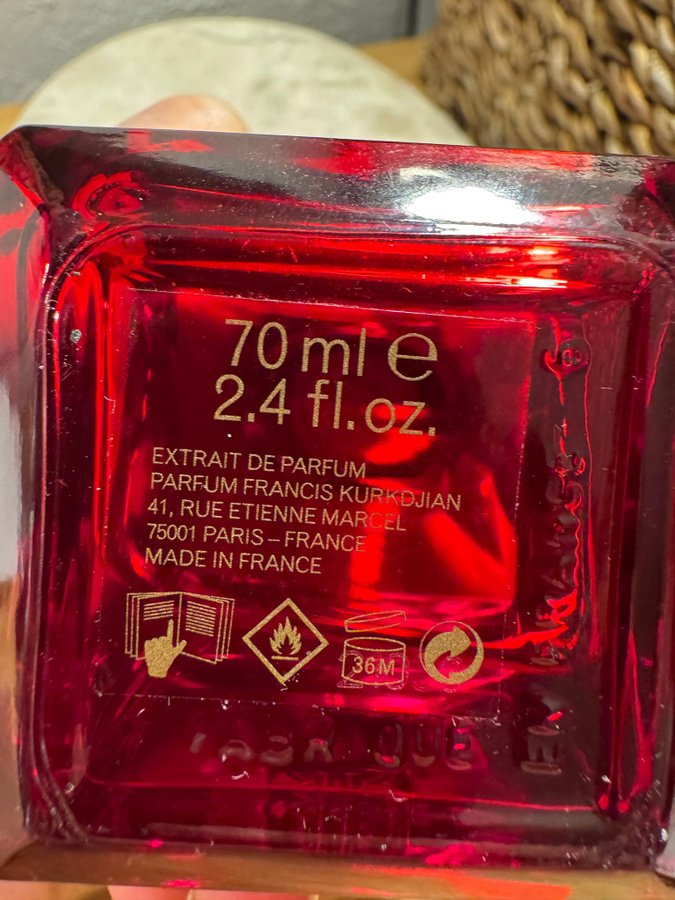 70 ml ℮
2.4 fl.oz.
EXTRAIT DE PARFUM
PARFUM FRANCIS KURKDJIAN
41, RUE ETIENNE MARCEL
75001 PARIS – FRANCE
MADE IN FRANCE
36M